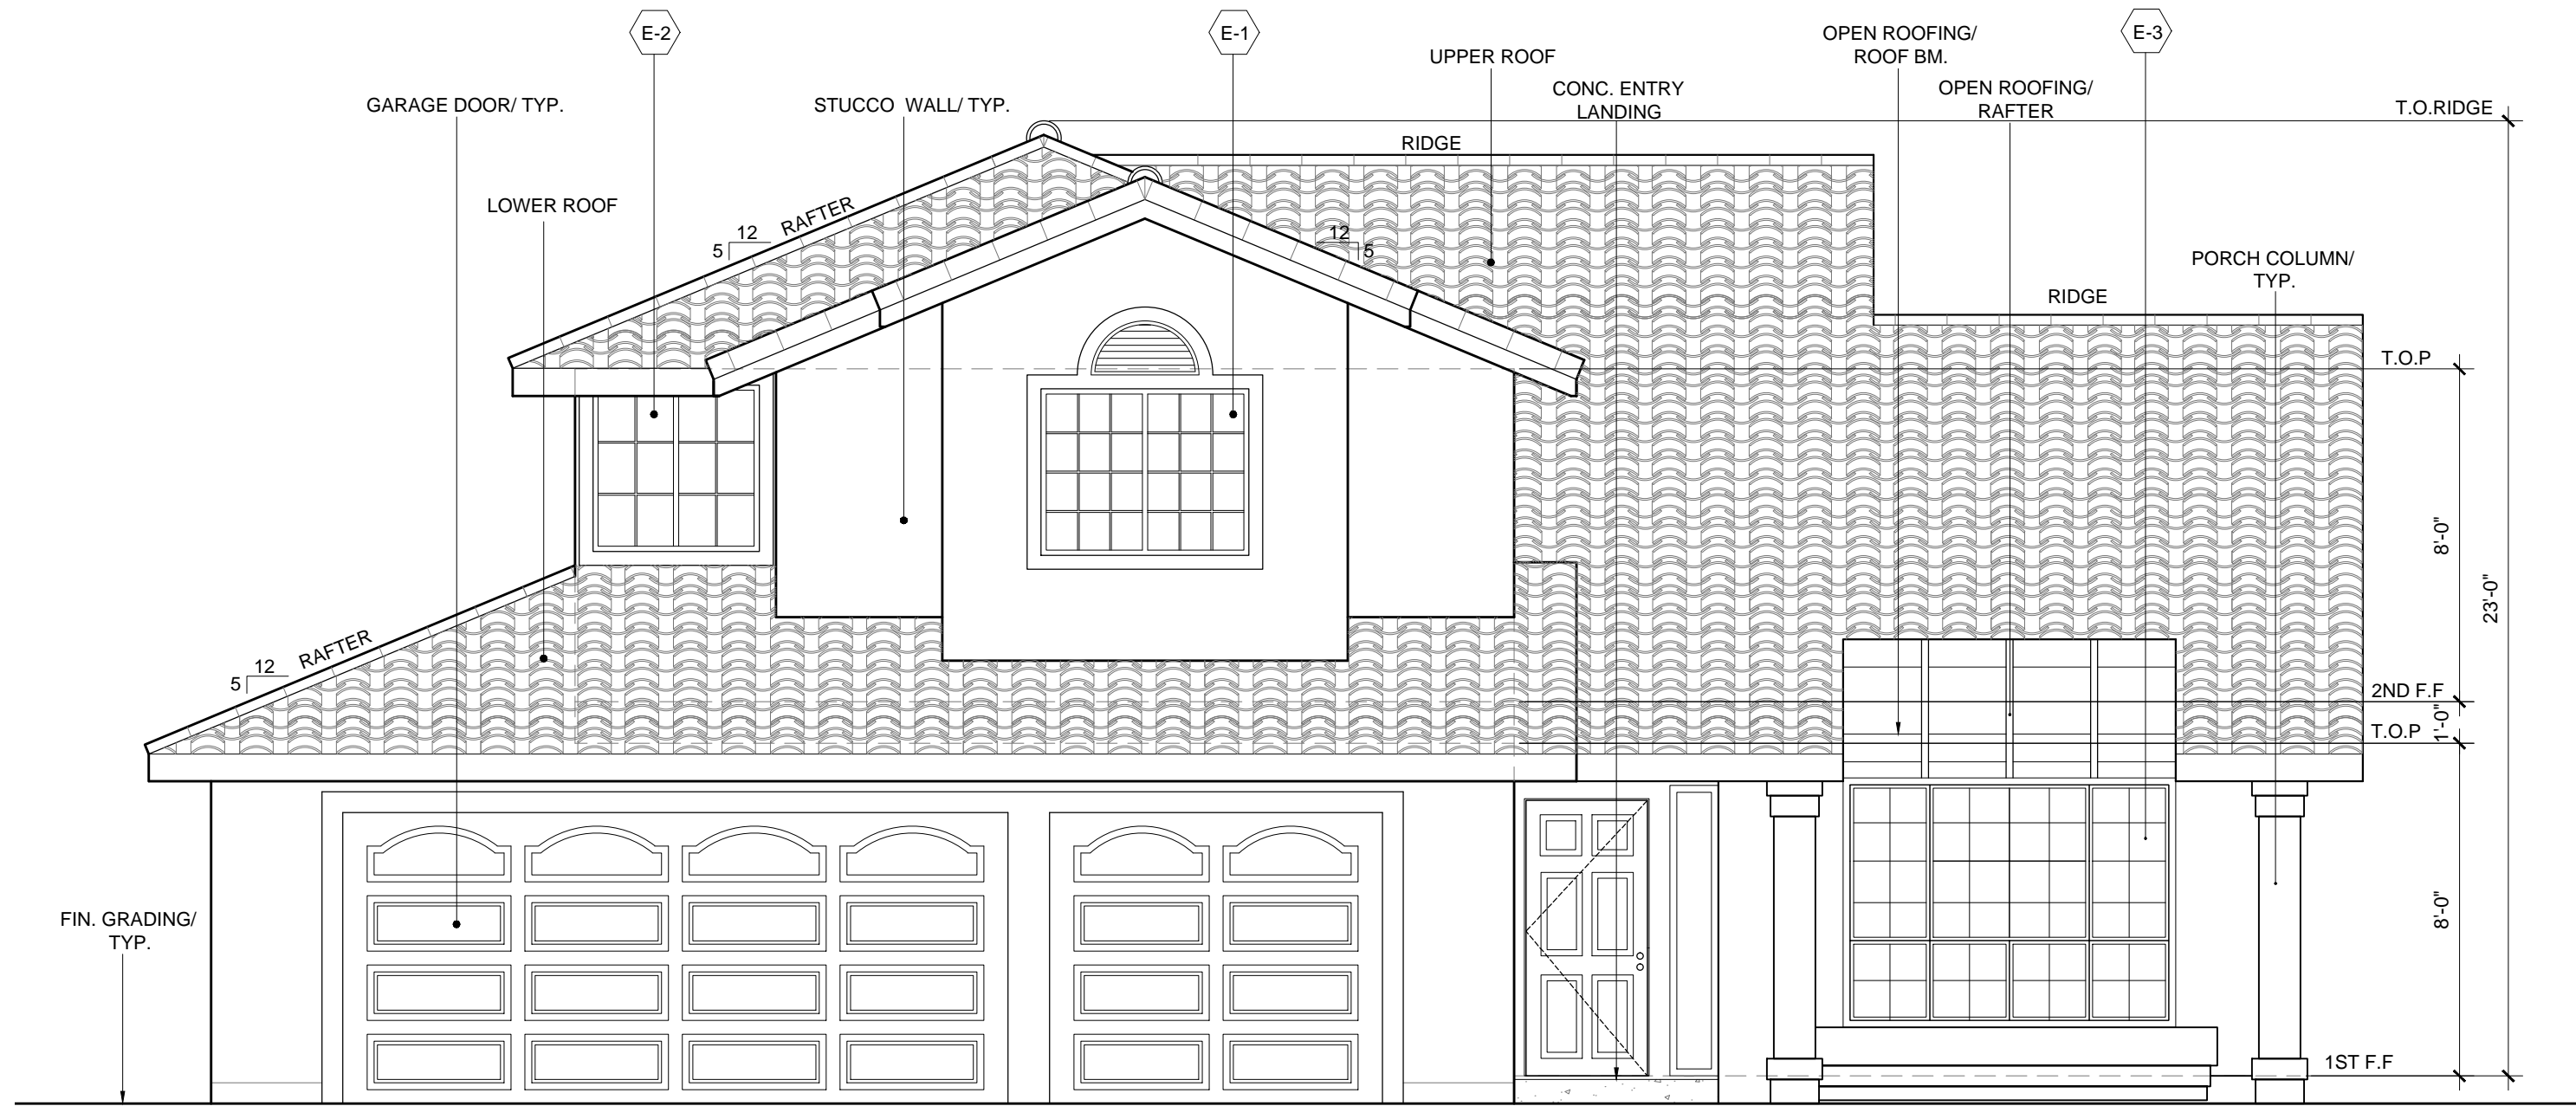 E-2
E-1
E-3
OPEN ROOFING/
ROOF BM.
UPPER ROOF
CONC. ENTRY
LANDING
OPEN ROOFING/
RAFTER
GARAGE DOOR/ TYP.
STUCCO WALL/ TYP.
T.O.RIDGE
RIDGE
LOWER ROOF
12
5
RAFTER
12
5
PORCH COLUMN/
TYP.
RIDGE
T.O.P
8'-0"
23'-0"
12
5
RAFTER
2ND F.F
1'-0"
T.O.P
FIN. GRADING/
TYP.
8'-0"
1ST F.F